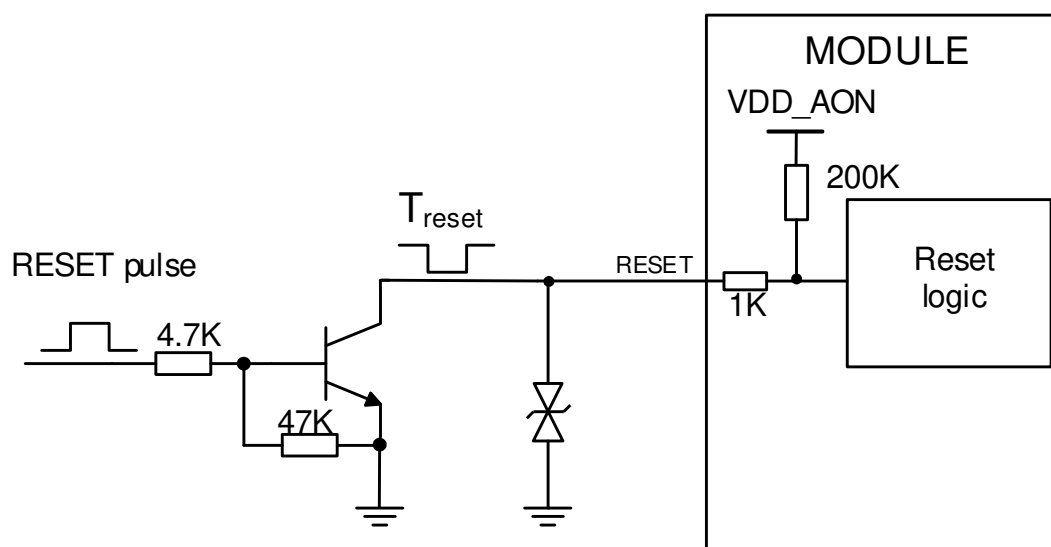 MODULE
VDD_AON
200K
Treset
RESET pulse
RESET
Reset
logic
1K
4.7K
47K